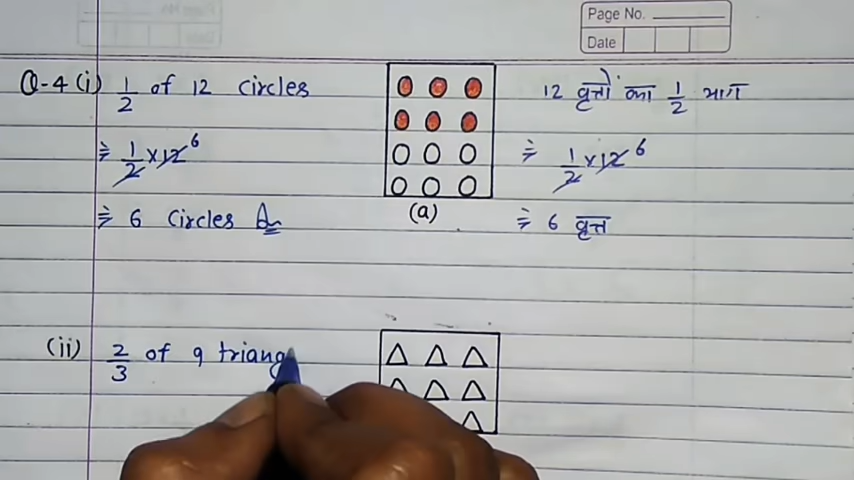 Page No.
Date
Q-4 (i) 1/2 of 12 circles
⇒ 1/2 × 12 6
⇒ 6 circles Ans
(a)
12 वृत्तों का 1/2 भाग
⇒ 1/2 × 12 6
⇒ 6 वृत्त
(ii) 2/3 of 9 triang